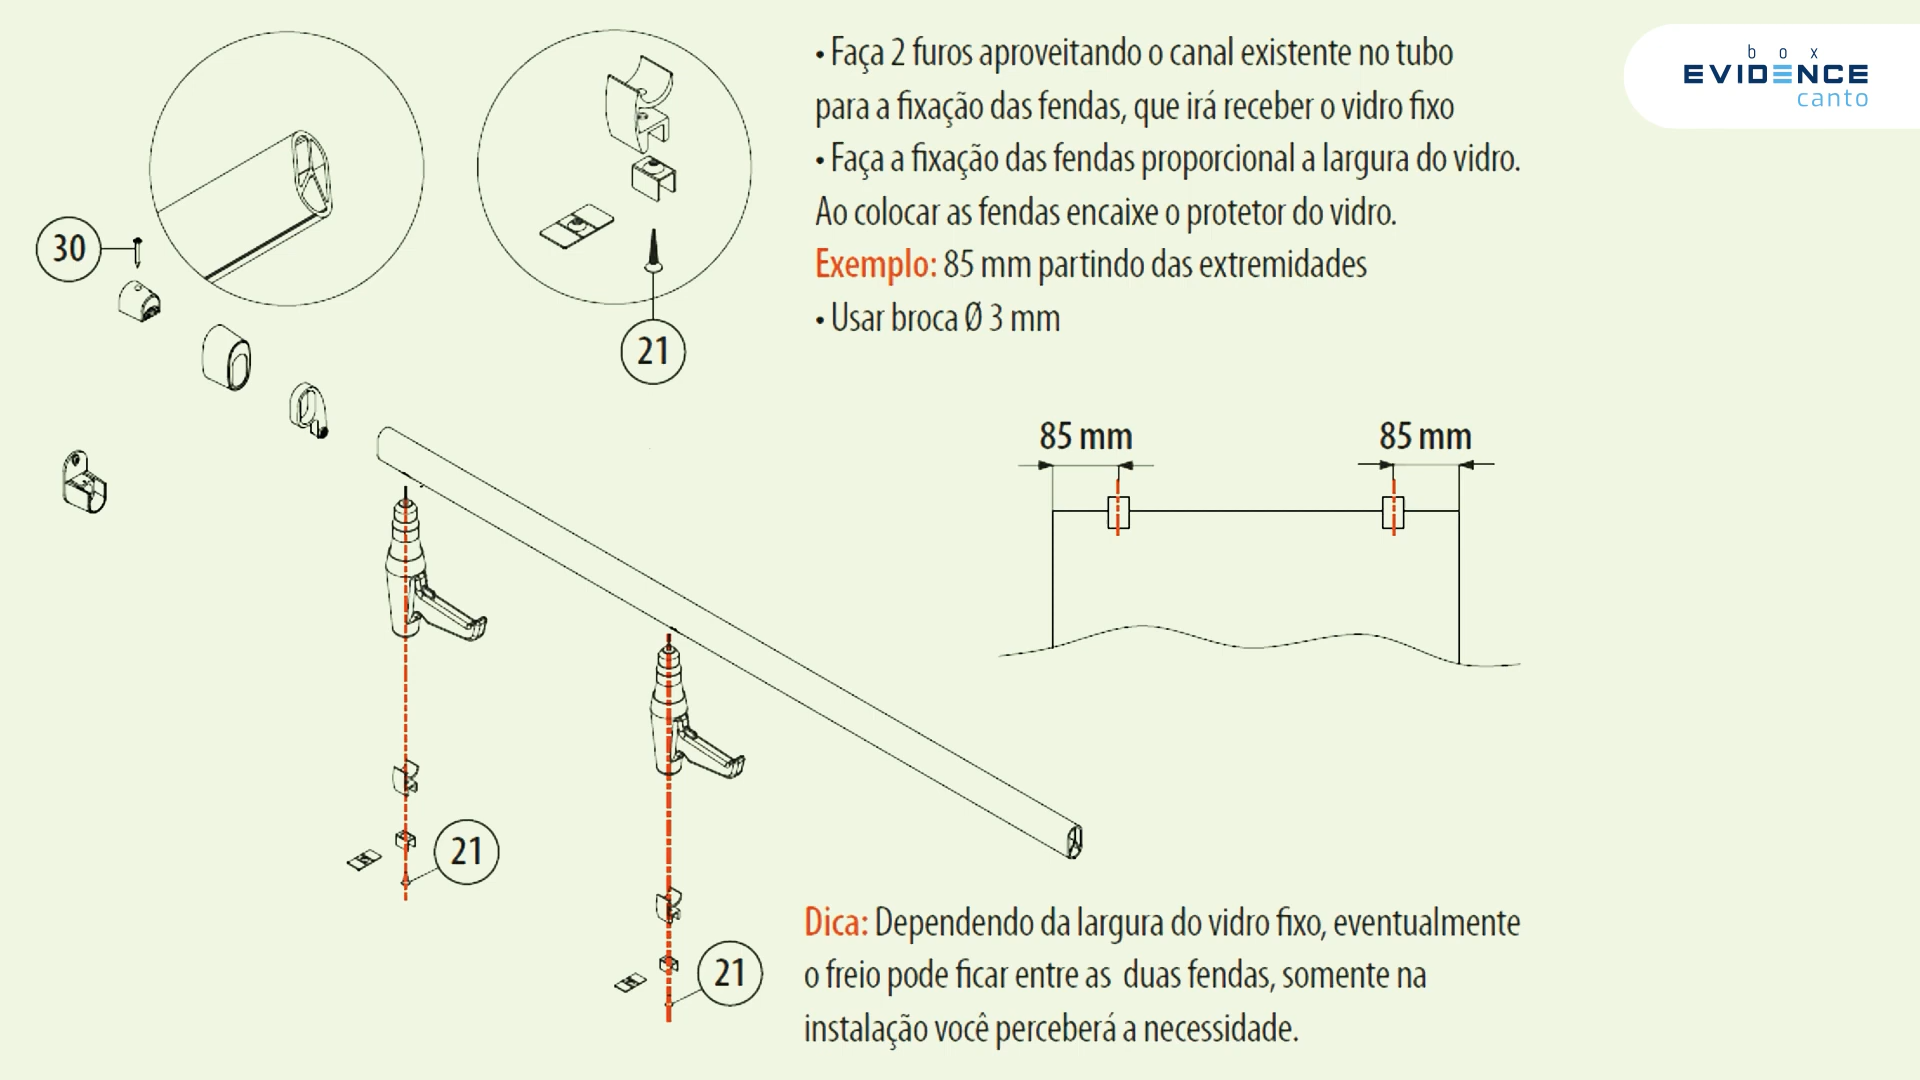 • Faça 2 furos aproveitando o canal existente no tubo
para a fixação das fendas, que irá receber o vidro fixo
• Faça a fixação das fendas proporcional a largura do vidro.
Ao colocar as fendas encaixe o protetor do vidro.
Exemplo: 85 mm partindo das extremidades
• Usar broca Ø 3 mm
box
EVIDENCE
canto
30
21
85 mm
85 mm
21
21
Dica: Dependendo da largura do vidro fixo, eventualmente
o freio pode ficar entre as duas fendas, somente na
instalação você perceberá a necessidade.